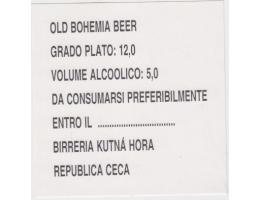 OLD BOHEMIA BEER
GRADO PLATO: 12,0
VOLUME ALCOOLICO: 5,0
DA CONSUMARSI PREFERIBILMENTE
ENTRO IL ..................................
BIRRERIA KUTNÁ HORA
REPUBLICA CECA